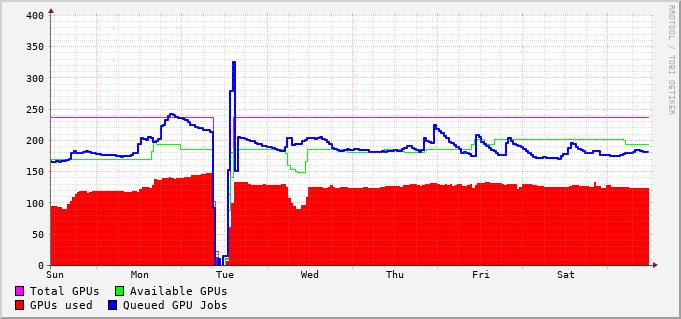 400
350
300
250
200
150
100
50
0
Sun Mon Tue Wed Thu Fri Sat
Total GPUs Available GPUs
GPUs used Queued GPU Jobs
RRDTOOL / TOBI OETIKER